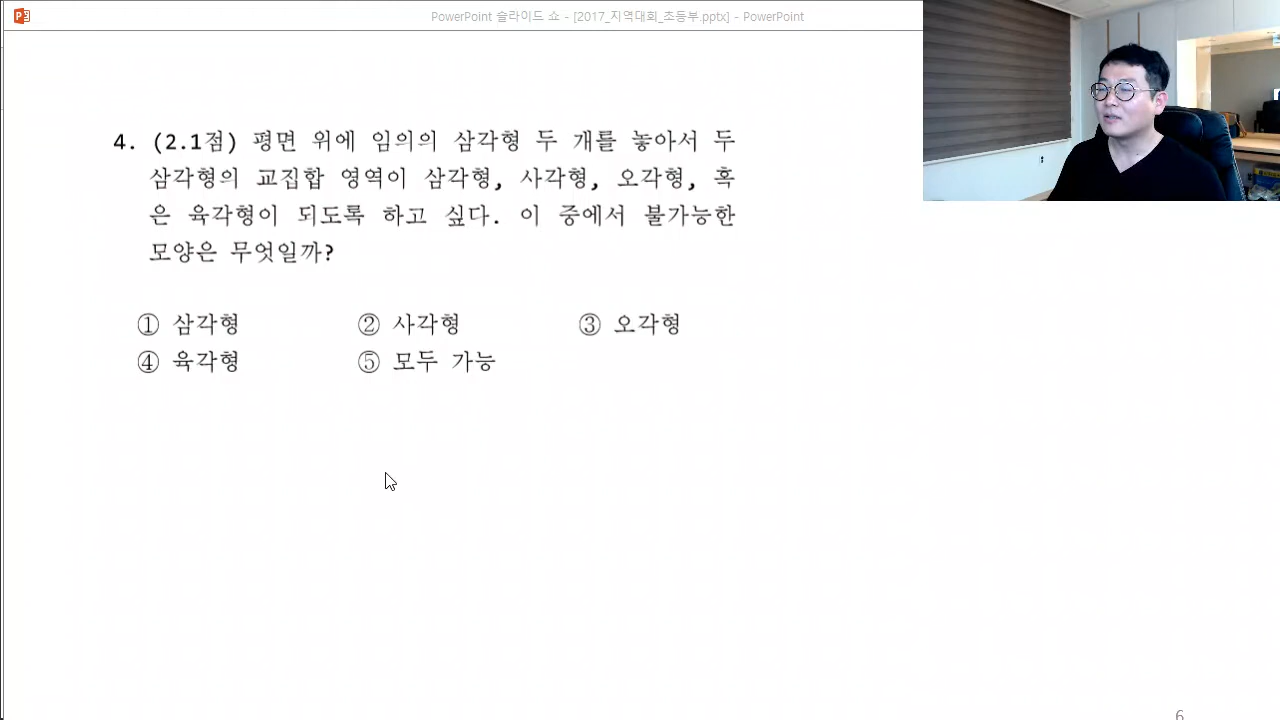 PowerPoint 슬라이드 쇼 - [2017_지역대회_초등부.pptx] - PowerPoint
4. (2.1점) 평면 위에 임의의 삼각형 두 개를 놓아서 두
삼각형의 교집합 영역이 삼각형, 사각형, 오각형, 혹
은 육각형이 되도록 하고 싶다. 이 중에서 불가능한
모양은 무엇일까?
① 삼각형 ② 사각형 ③ 오각형
④ 육각형 ⑤ 모두 가능
6